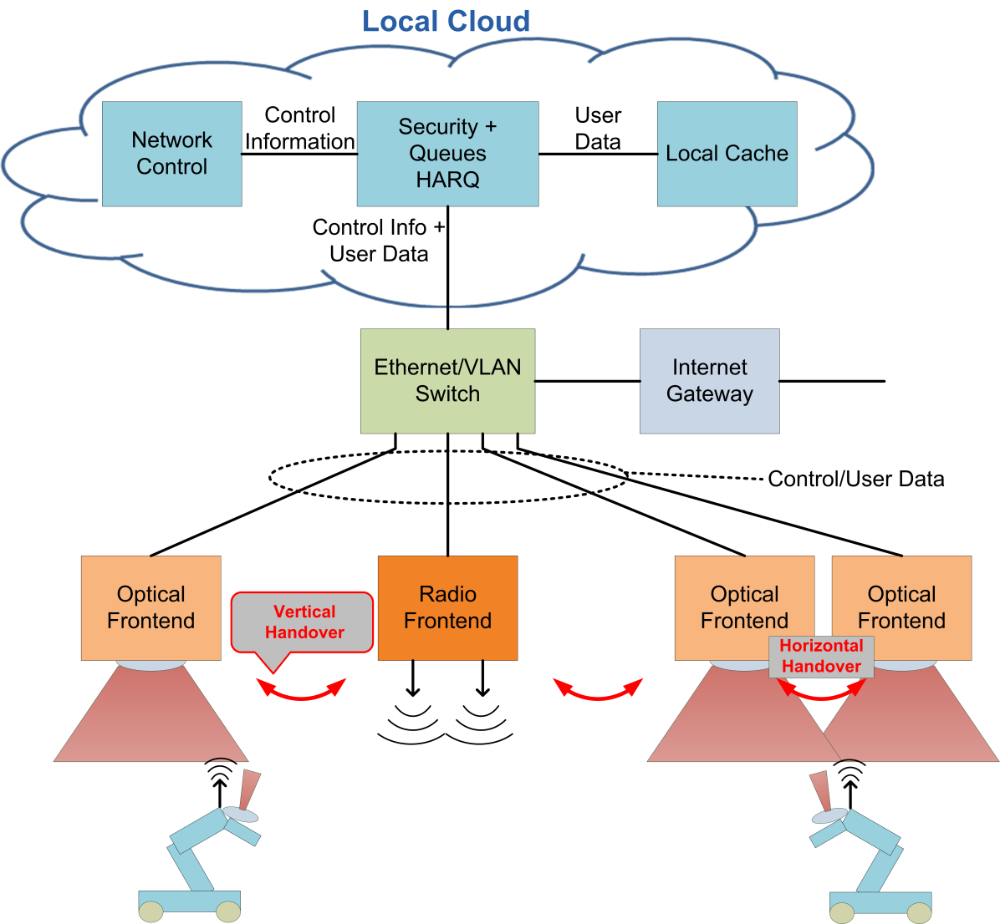 Local Cloud
Network
Control
Control
Information
Security +
Queues
HARQ
User
Data
Local Cache
Control Info +
User Data
Ethernet/VLAN
Switch
Internet
Gateway
Control/User Data
Optical
Frontend
Vertical
Handover
Radio
Frontend
Optical
Frontend
Optical
Frontend
Horizontal
Handover